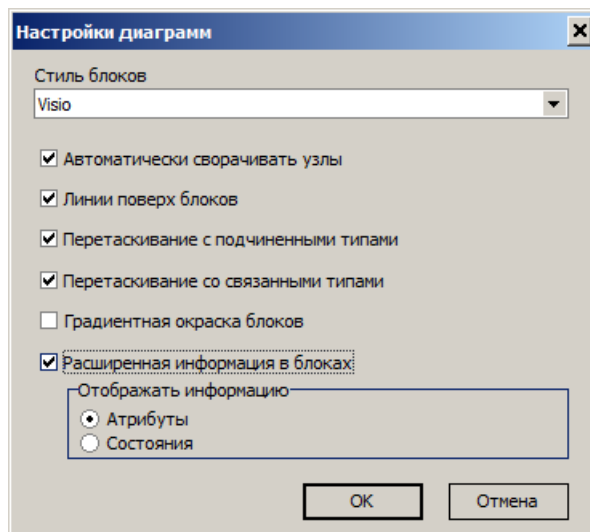 Настройки диаграмм
Стиль блоков
Visio
Автоматически сворачивать узлы
Линии поверх блоков
Перетаскивание с подчиненными типами
Перетаскивание со связанными типами
Градиентная окраска блоков
Расширенная информация в блоках
Отображать информацию
Атрибуты
Состояния
ОК Отмена